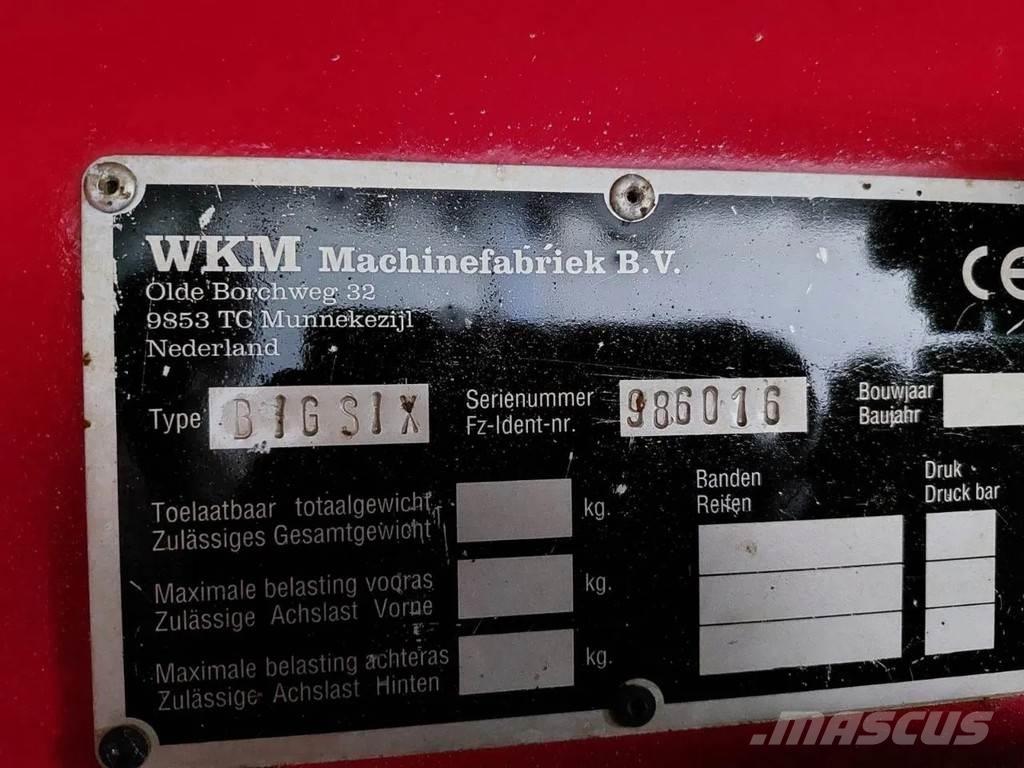 WKM Machinefabriek B.V.
Olde Borchweg 32
9853 TC Munnekezijl
Nederland
CE
Type BIGSIX
Serienummer 986016
Fz-Ident-nr.
Bouwjaar
Baujahr
Toelaatbaar totaalgewicht kg.
Zulässiges Gesamtgewicht
Maximale belasting vooras kg.
Zulässige Achslast Vorne
Maximale belasting achteras kg.
Zulässige Achslast Hinten
Banden
Reifen
Druk
Druck bar
MASCUS